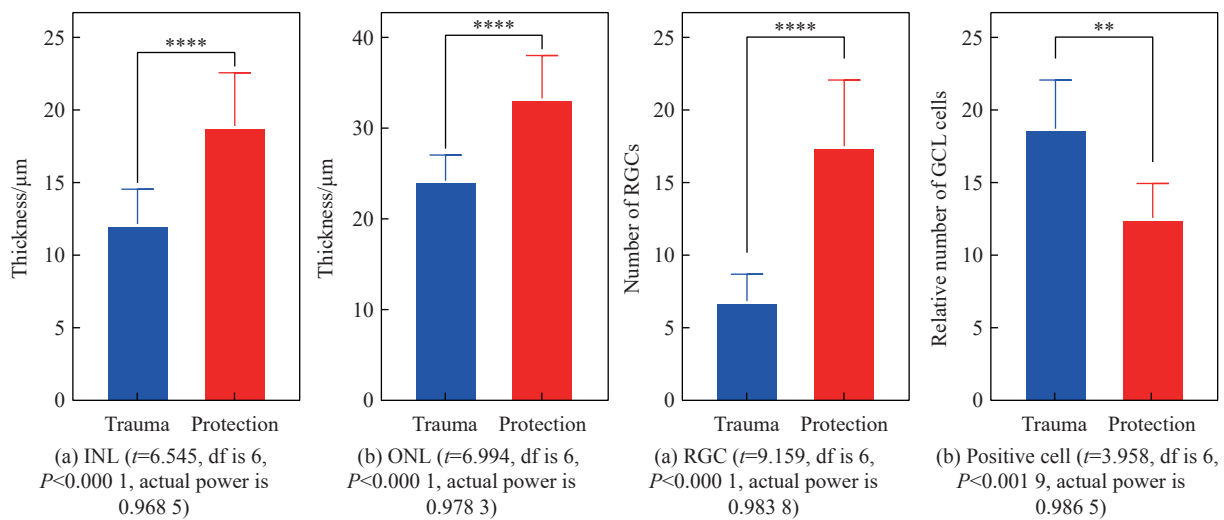 25
20
15
10
5
0
Thickness/μm
****
Trauma Protection
(a) INL (t=6.545, df is 6,
P<0.000 1, actual power is
0.968 5)
40
30
20
10
0
Thickness/μm
****
Trauma Protection
(b) ONL (t=6.994, df is 6,
P<0.000 1, actual power is
0.978 3)
25
20
15
10
5
0
Number of RGCs
****
Trauma Protection
(a) RGC (t=9.159, df is 6,
P<0.000 1, actual power is
0.983 8)
25
20
15
10
5
0
Relative number of GCL cells
**
Trauma Protection
(b) Positive cell (t=3.958, df is 6,
P<0.001 9, actual power is
0.986 5)